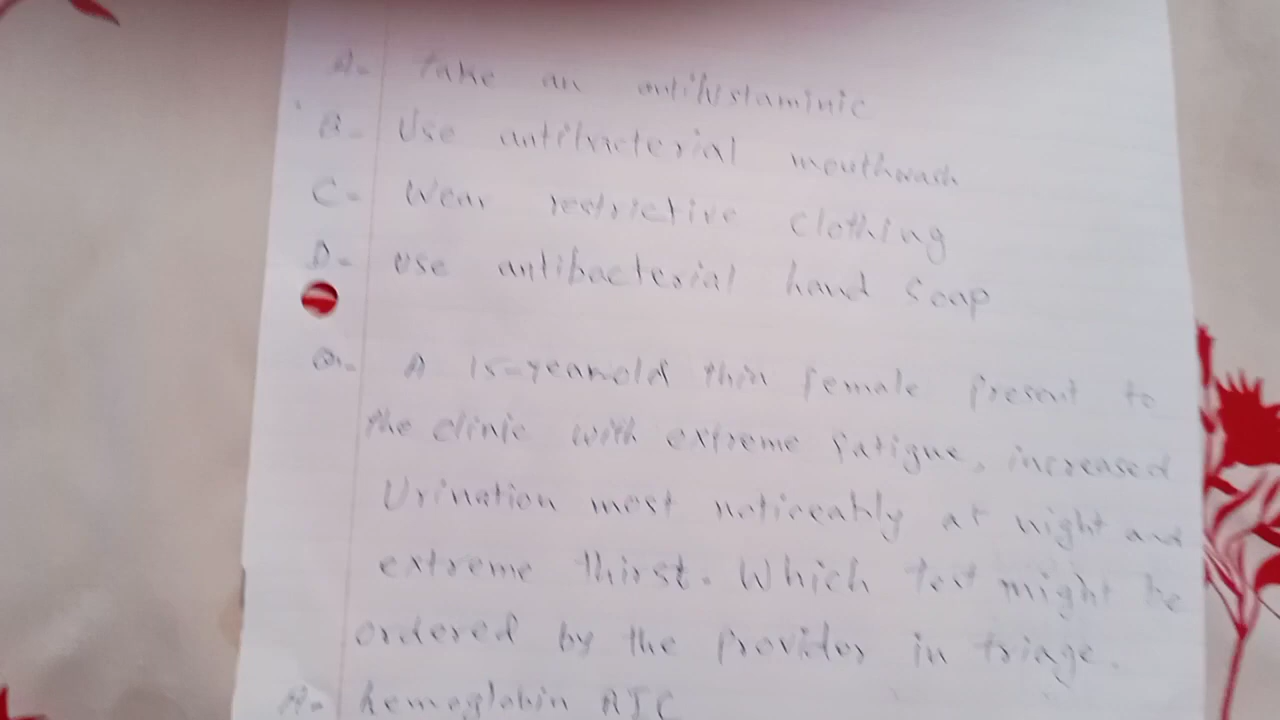 A- Take an antihistaminic
B- Use antibacterial mouthwash
C- Wear restrictive clothing
D- Use antibacterial hand soap
Q- A 15-yearold thin female present to
the clinic with extreme fatigue, increased
Urination most noticeably at night and
extreme thirst. Which test might be
ordered by the provider in triage.
A- hemoglobin A1C